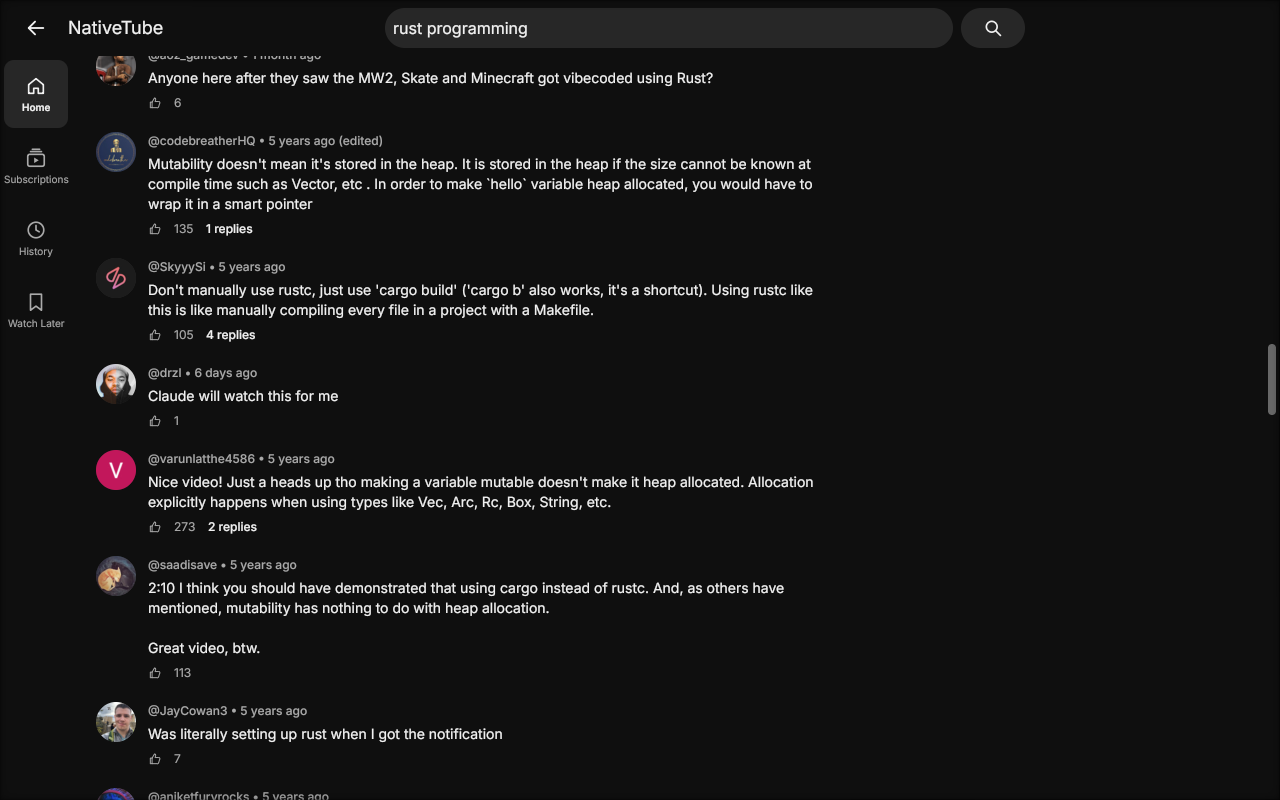 NativeTube
rust programming
Home
Subscriptions
History
Watch Later
Anyone here after they saw the MW2, Skate and Minecraft got vibecoded using Rust?
6
@codebreatherHQ • 5 years ago (edited)
Mutability doesn't mean it's stored in the heap. It is stored in the heap if the size cannot be known at
compile time such as Vector, etc . In order to make `hello` variable heap allocated, you would have to
wrap it in a smart pointer
135 1 replies
@SkyyySi • 5 years ago
Don't manually use rustc, just use 'cargo build' ('cargo b' also works, it's a shortcut). Using rustc like
this is like manually compiling every file in a project with a Makefile.
105 4 replies
@drzl • 6 days ago
Claude will watch this for me
1
V
@varunlatthe4586 • 5 years ago
Nice video! Just a heads up tho making a variable mutable doesn't make it heap allocated. Allocation
explicitly happens when using types like Vec, Arc, Rc, Box, String, etc.
273 2 replies
@saadisave • 5 years ago
2:10 I think you should have demonstrated that using cargo instead of rustc. And, as others have
mentioned, mutability has nothing to do with heap allocation.
Great video, btw.
113
@JayCowan3 • 5 years ago
Was literally setting up rust when I got the notification
7
@aniketfuryrocks • 5 years ago